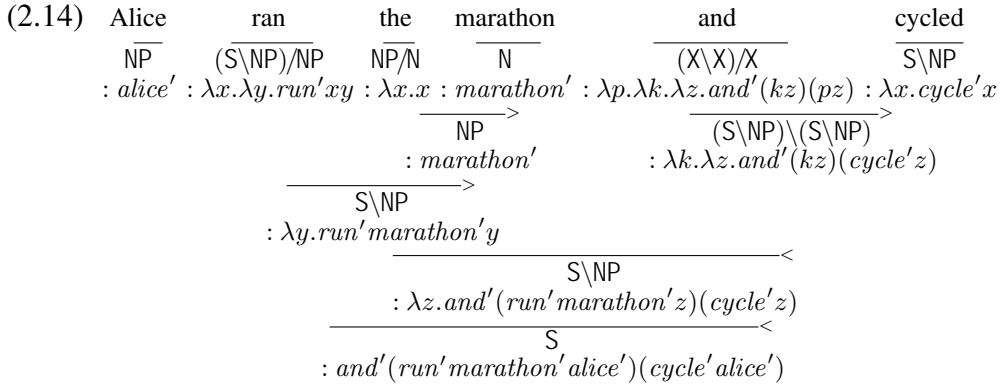 (2.14) Alice ran the marathon and cycled
NP (S\NP)/NP NP/N N (X\X)/X S\NP
: alice′ : λx.λy.run′xy : λx.x : marathon′ : λp.λk.λz.and′(kz)(pz) : λx.cycle′x
> >
NP (S\NP)\(S\NP)
: marathon′ : λk.λz.and′(kz)(cycle′z)
>
S\NP
: λy.run′marathon′y
<
S\NP
: λz.and′(run′marathon′z)(cycle′z)
<
S
: and′(run′marathon′alice′)(cycle′alice′)